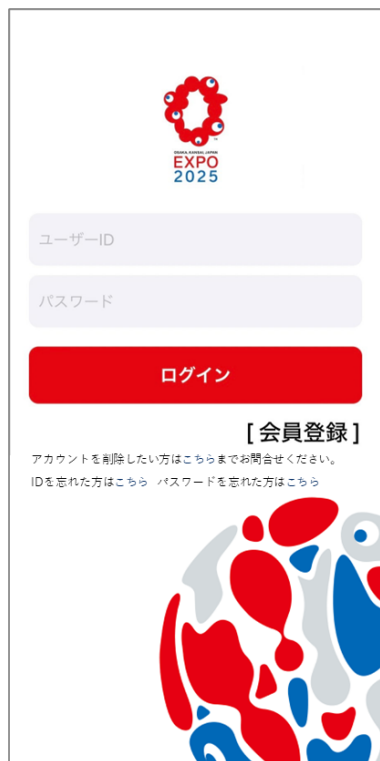 OSAKA, KANSAI, JAPAN
EXPO
2025
ユーザーID
パスワード
ログイン
[ 会員登録 ]
アカウントを削除したい方はこちらまでお問合せください。
IDを忘れた方はこちら パスワードを忘れた方はこちら